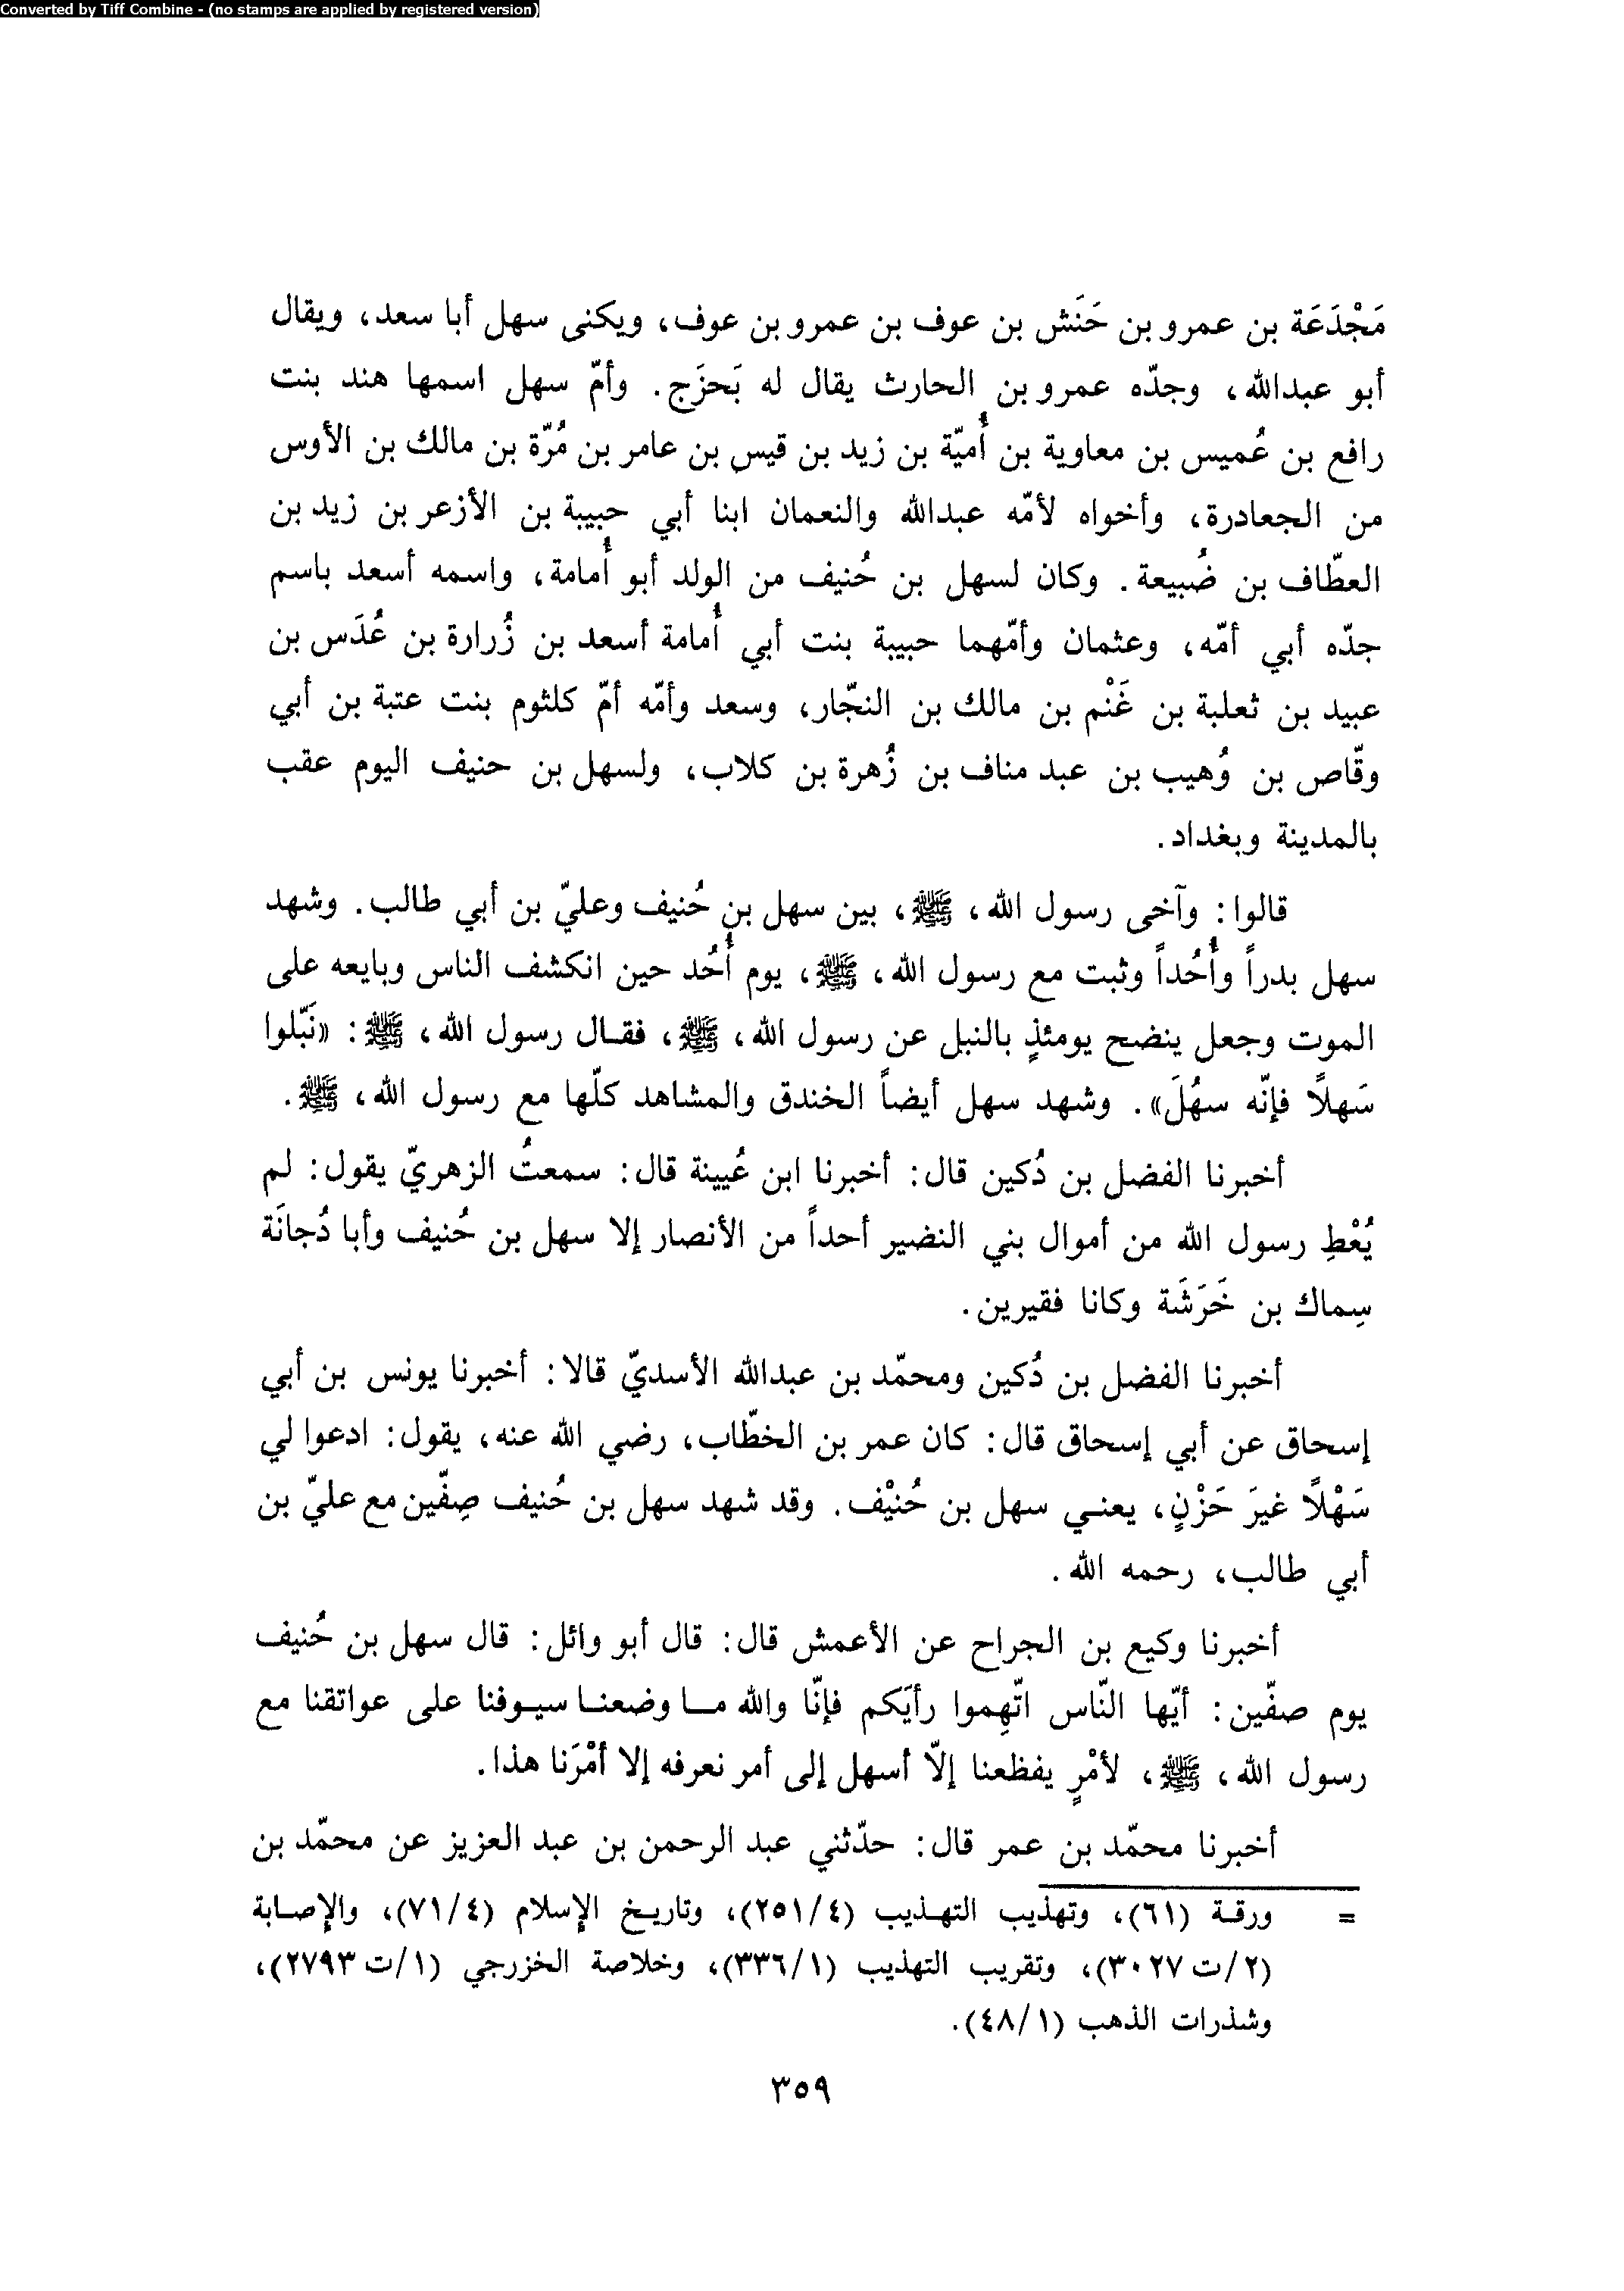 Converted by Tiff Combine - (no stamps are applied by registered version)
مَجْدَعَة بن عمرو بن حَنَش بن عوف بن عمرو بن عوف، ويكنى سهل أبا سعد، ويقال
أبو عبدالله، وجدّه عمرو بن الحارث يقال له بَحزَج. وأمّ سهل اسمها هند بنت
رافع بن عُميس بن معاوية بن أُميّة بن زيد بن قيس بن عامر بن مُرّة بن مالك بن الأوس
من الجعادرة، وأخواه لأمّه عبدالله والنعمان ابنا أبي حبيبة بن الأزعر بن زيد بن
العطّاف بن ضُبيعة. وكان لسهل بن حُنيف من الولد أبو أُمامة، واسمه أسعد باسم
جدّه أبي أمّه، وعثمان وأمّهما حبيبة بنت أبي أُمامة أسعد بن زُرارة بن عُدَس بن
عبيد بن ثعلبة بن غَنْم بن مالك بن النجّار، وسعد وأمّه أمّ كلثوم بنت عتبة بن أبي
وقّاص بن وُهيب بن عبد مناف بن زُهرة بن كلاب، ولسهل بن حنيف اليوم عقب
بالمدينة وبغداد.
قالوا: وآخى رسول الله، ﷺ، بين سهل بن حُنيف وعليّ بن أبي طالب. وشهد
سهل بدراً وأُحُداً وثبت مع رسول الله، ﷺ، يوم أُحُد حين انكشف الناس وبايعه على
الموت وجعل ينضح يومئذٍ بالنبل عن رسول الله، ﷺ، فقال رسول الله، ﷺ: «نَبّلوا
سَهلاً فإنّه سهُلَ». وشهد سهل أيضاً الخندق والمشاهد كلّها مع رسول الله، ﷺ.
أخبرنا الفضل بن دُكين قال: أخبرنا ابن عُيينة قال: سمعتُ الزهريّ يقول: لم
يُعْطِ رسول الله من أموال بني النضير أحداً من الأنصار إلا سهل بن حُنيف وأبا دُجانَة
سِماك بن خَرَشَة وكانا فقيرين.
أخبرنا الفضل بن دُكين ومحمّد بن عبدالله الأسديّ قالا: أخبرنا يونس بن أبي
إسحاق عن أبي إسحاق قال: كان عمر بن الخطّاب، رضي الله عنه، يقول: ادعوا لي
سَهْلاً غيرَ حَزْنٍ، يعني سهل بن حُنيْف. وقد شهد سهل بن حُنيف صِفّين مع عليّ بن
أبي طالب، رحمه الله.
أخبرنا وكيع بن الجراح عن الأعمش قال: قال أبو وائل: قال سهل بن حُنيف
يوم صفّين: أيّها النّاس اتّهِموا رأيَكم فإنّا والله ما وضعنا سيوفنا على عواتقنا مع
رسول الله، ﷺ، لأمْرٍ يفظعنا إلاّ أسهل إلى أمر نعرفه إلا أمْرَنا هذا.
أخبرنا محمّد بن عمر قال: حدّثني عبد الرحمن بن عبد العزيز عن محمّد بن
= ورقة (٦١)، وتهذيب التهذيب (٢٥١/٤)، وتاريخ الإسلام (٧١/٤)، والإصابة
(٢/ت ٣٠٢٧)، وتقريب التهذيب (٣٣٦/١)، وخلاصة الخزرجي (١/ت ٢٧٩٣)،
وشذرات الذهب (٤٨/١).
٣٥٩